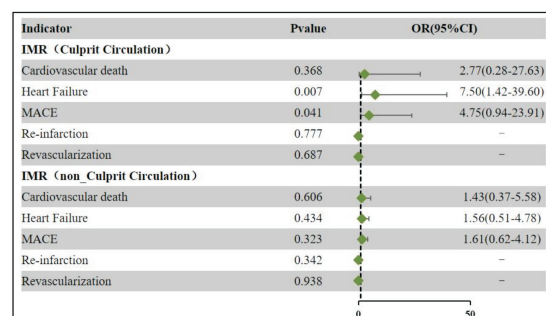 Indicator Pvalue OR(95%CI)
IMR（Culprit Circulation）
Cardiovascular death 0.368 2.77(0.28-27.63)
Heart Failure 0.007 7.50(1.42-39.60)
MACE 0.041 4.75(0.94-23.91)
Re-infarction 0.777 –
Revascularization 0.687 –
IMR（non_Culprit Circulation）
Cardiovascular death 0.606 1.43(0.37-5.58)
Heart Failure 0.434 1.56(0.51-4.78)
MACE 0.323 1.61(0.62-4.12)
Re-infarction 0.342 –
Revascularization 0.938 –
0 50